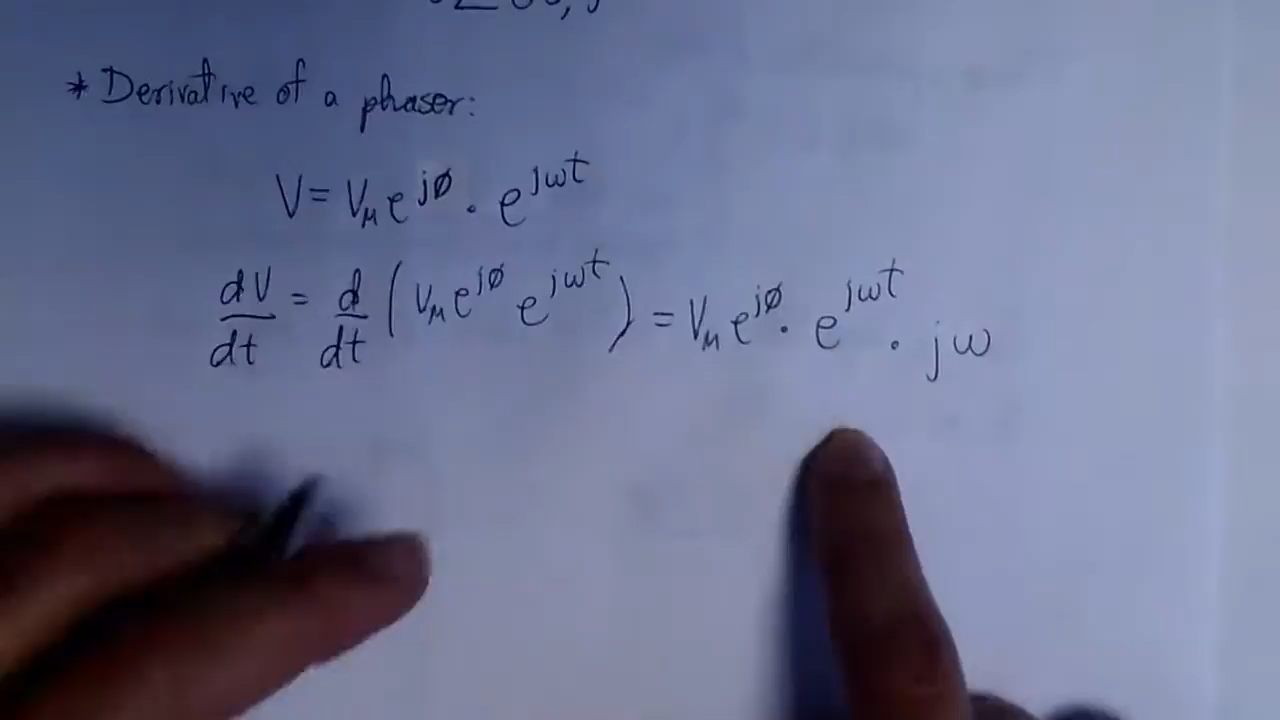 * Derivative of a phaser:
V = V_M e^{jø} · e^{jωt}
dV/dt = d/dt ( V_M e^{jø} e^{jωt} ) = V_M e^{jø} · e^{jωt} · jω